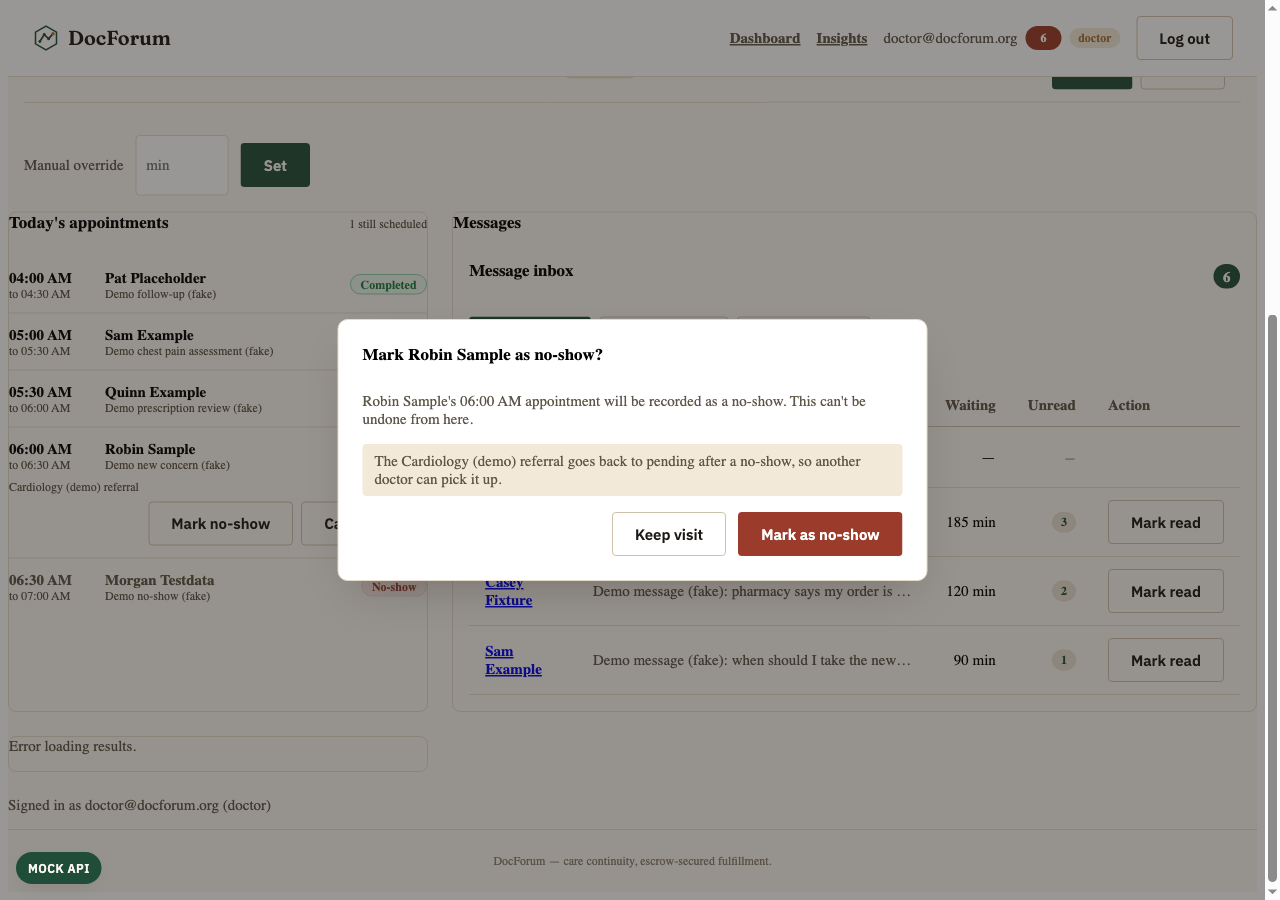 DocForum
Dashboard Insights doctor@docforum.org 6 doctor Log out
Manual override min Set
Today's appointments 1 still scheduled
04:00 AM Pat Placeholder Completed
to 04:30 AM Demo follow-up (fake)
05:00 AM Sam Example
to 05:30 AM Demo chest pain assessment (fake)
05:30 AM Quinn Example
to 06:00 AM Demo prescription review (fake)
06:00 AM Robin Sample
to 06:30 AM Demo new concern (fake)
Cardiology (demo) referral
Mark no-show Ca
06:30 AM Morgan Testdata No-show
to 07:00 AM Demo no-show (fake)
Messages
Message inbox 6
Mark Robin Sample as no-show?
Robin Sample's 06:00 AM appointment will be recorded as a no-show. This can't be
undone from here.
The Cardiology (demo) referral goes back to pending after a no-show, so another
doctor can pick it up.
Keep visit Mark as no-show
Waiting Unread Action
— —
185 min 3 Mark read
Casey
Fixture Demo message (fake): pharmacy says my order is … 120 min 2 Mark read
Sam
Example Demo message (fake): when should I take the new… 90 min 1 Mark read
Error loading results.
Signed in as doctor@docforum.org (doctor)
MOCK API
DocForum — care continuity, escrow-secured fulfillment.